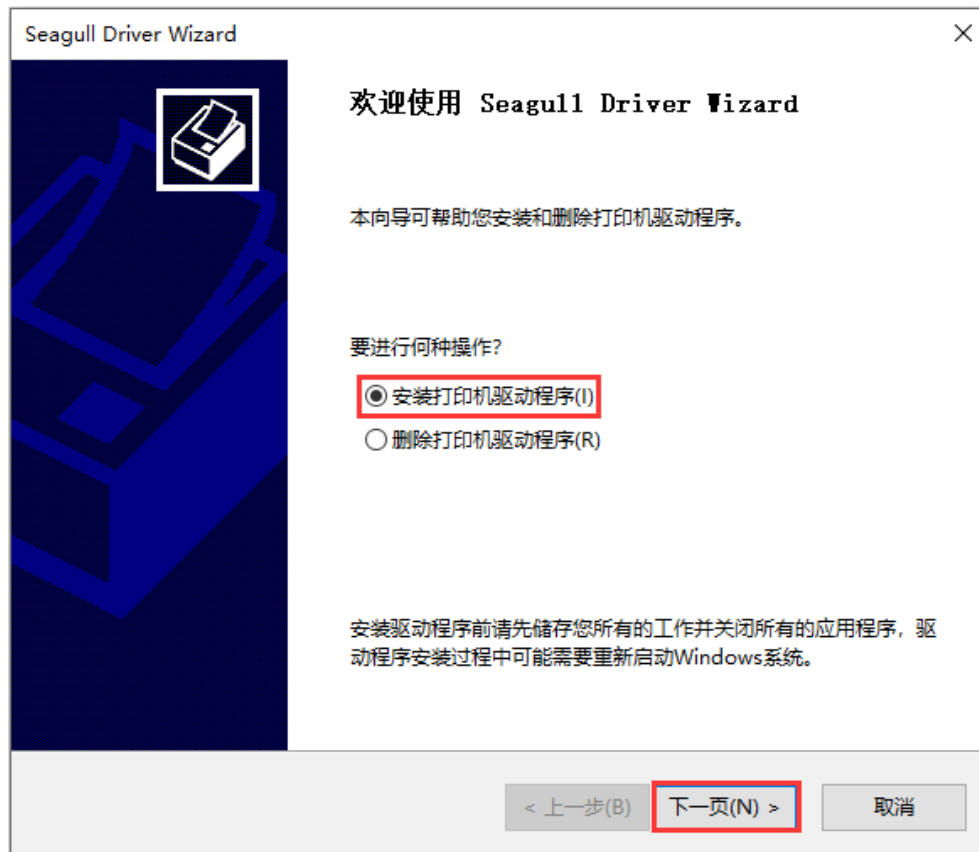 Seagull Driver Wizard
欢迎使用 Seagull Driver Wizard
本向导可帮助您安装和删除打印机驱动程序。
要进行何种操作?
安装打印机驱动程序(I)
删除打印机驱动程序(R)
安装驱动程序前请先储存您所有的工作并关闭所有的应用程序，驱
动程序安装过程中可能需要重新启动Windows系统。
< 上一步(B) 下一页(N) > 取消